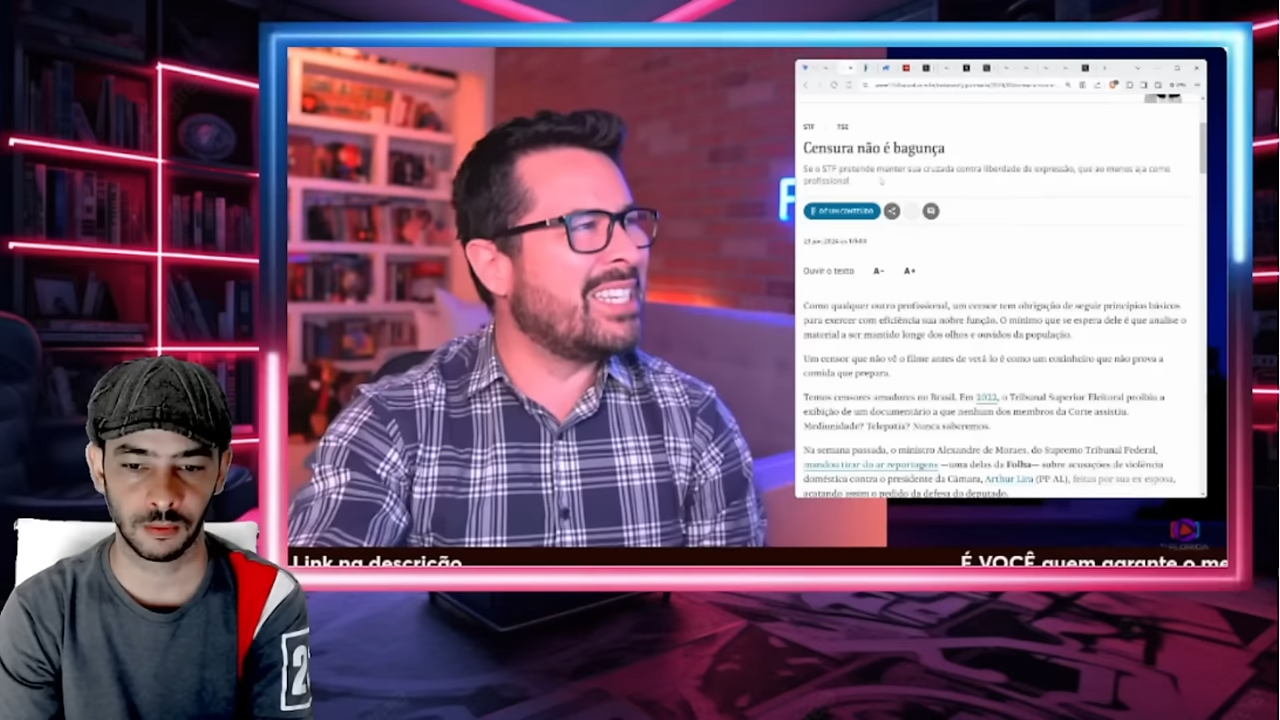 STF TSE
Censura não é bagunça
Se o STF pretende manter sua cruzada contra liberdade de expressão, que ao menos aja como
profissional
DÊ UM CONTEÚDO
Ouvir o texto A- A+
Como qualquer outro profissional, um censor tem obrigação de seguir princípios básicos
para exercer com eficiência sua nobre função. O mínimo que se espera dele é que analise o
material a ser mantido longe dos olhos e ouvidos da população.
Um censor que não vê o filme antes de vetá-lo é como um cozinheiro que não prova a
comida que prepara.
Temos censores amadores no Brasil. Em 2022, o Tribunal Superior Eleitoral proibiu a
exibição de um documentário a que nenhum dos membros da Corte assistiu.
Mediunidade? Telepatia? Nunca saberemos.
Na semana passada, o ministro Alexandre de Moraes, do Supremo Tribunal Federal,
mandou tirar do ar reportagens —uma delas da Folha— sobre acusações de violência
doméstica contra o presidente da Câmara, Arthur Lira (PP-AL), feitas por sua ex-esposa,
acatando assim o pedido da defesa do deputado.
Link na descrição
É VOCÊ quem garante o me
2